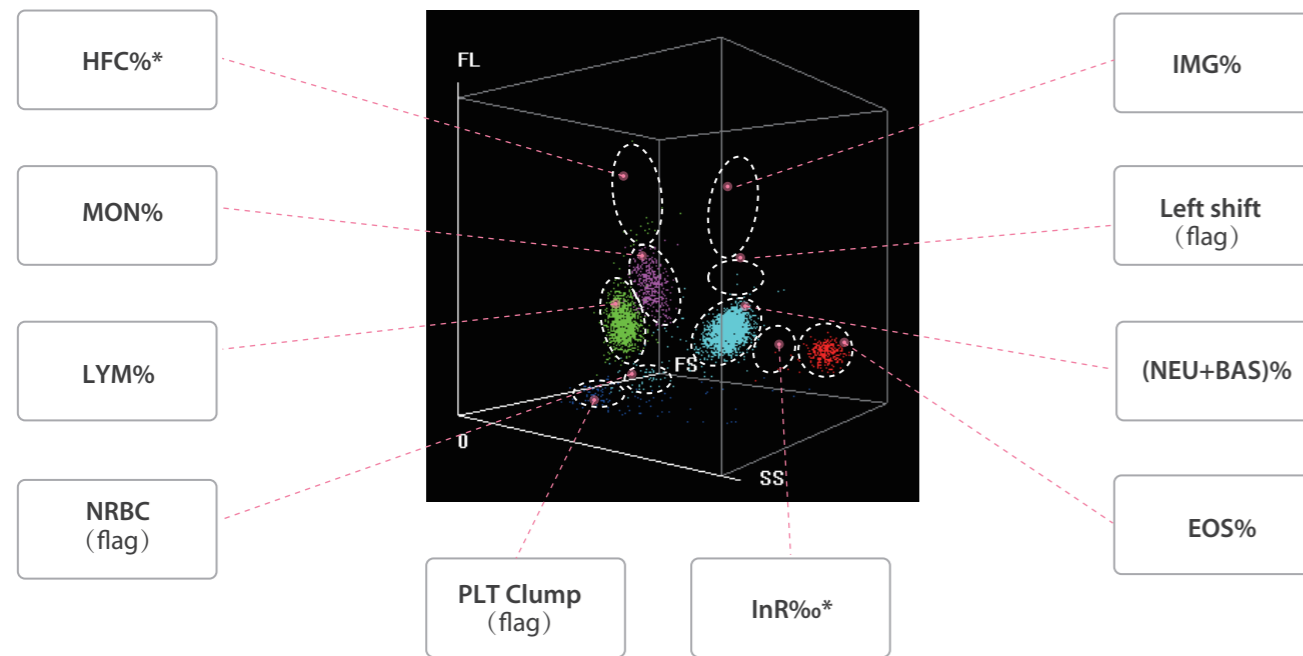 HFC%*
MON%
LYM%
NRBC
(flag)
PLT Clump
(flag)
InR‰*
FL
FS
0
SS
IMG%
Left shift
(flag)
(NEU+BAS)%
EOS%